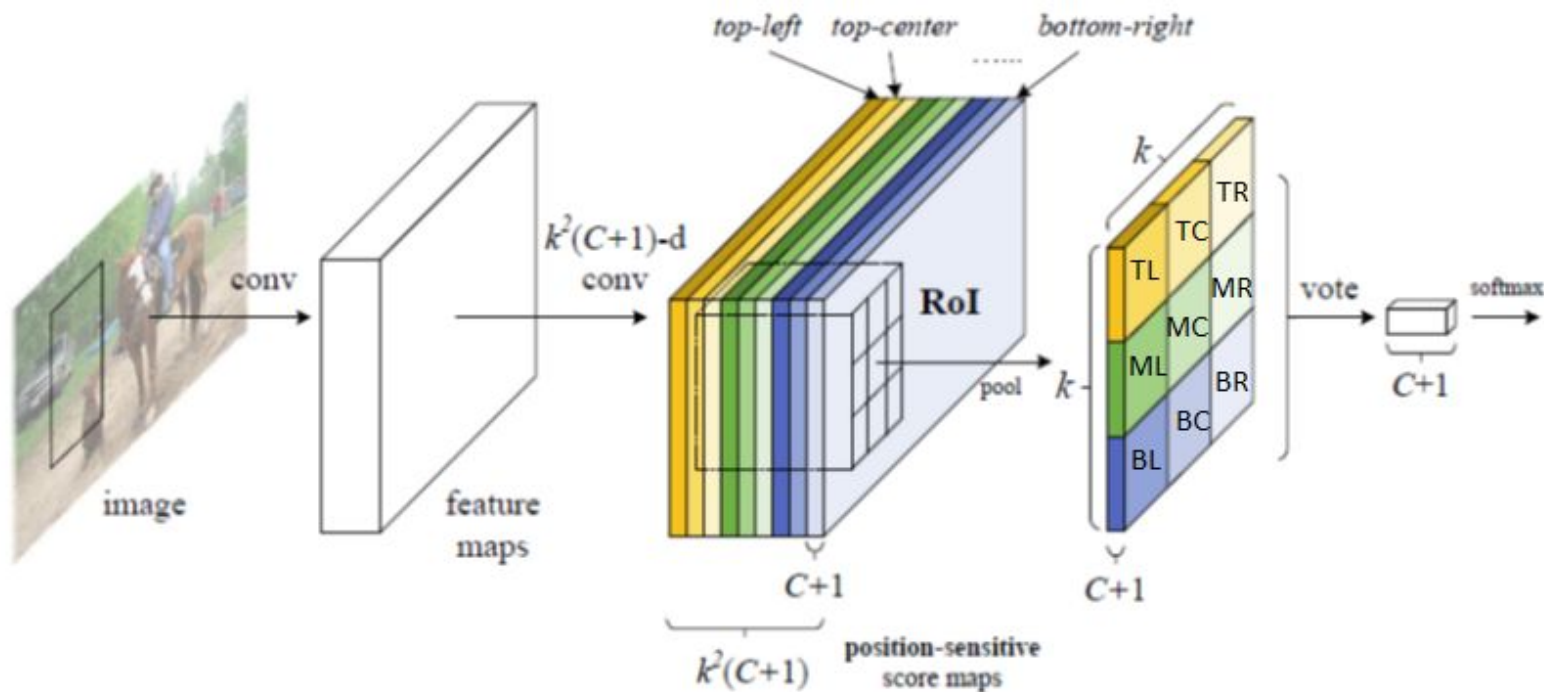 top-left top-center bottom-right
......
k
TR
TC
TL
k²(C+1)-d
conv
conv
RoI
MR
MC
ML
vote
softmax
pool
k
BR
BC
BL
C+1
image
feature
maps
C+1
C+1
k²(C+1)
position-sensitive
score maps